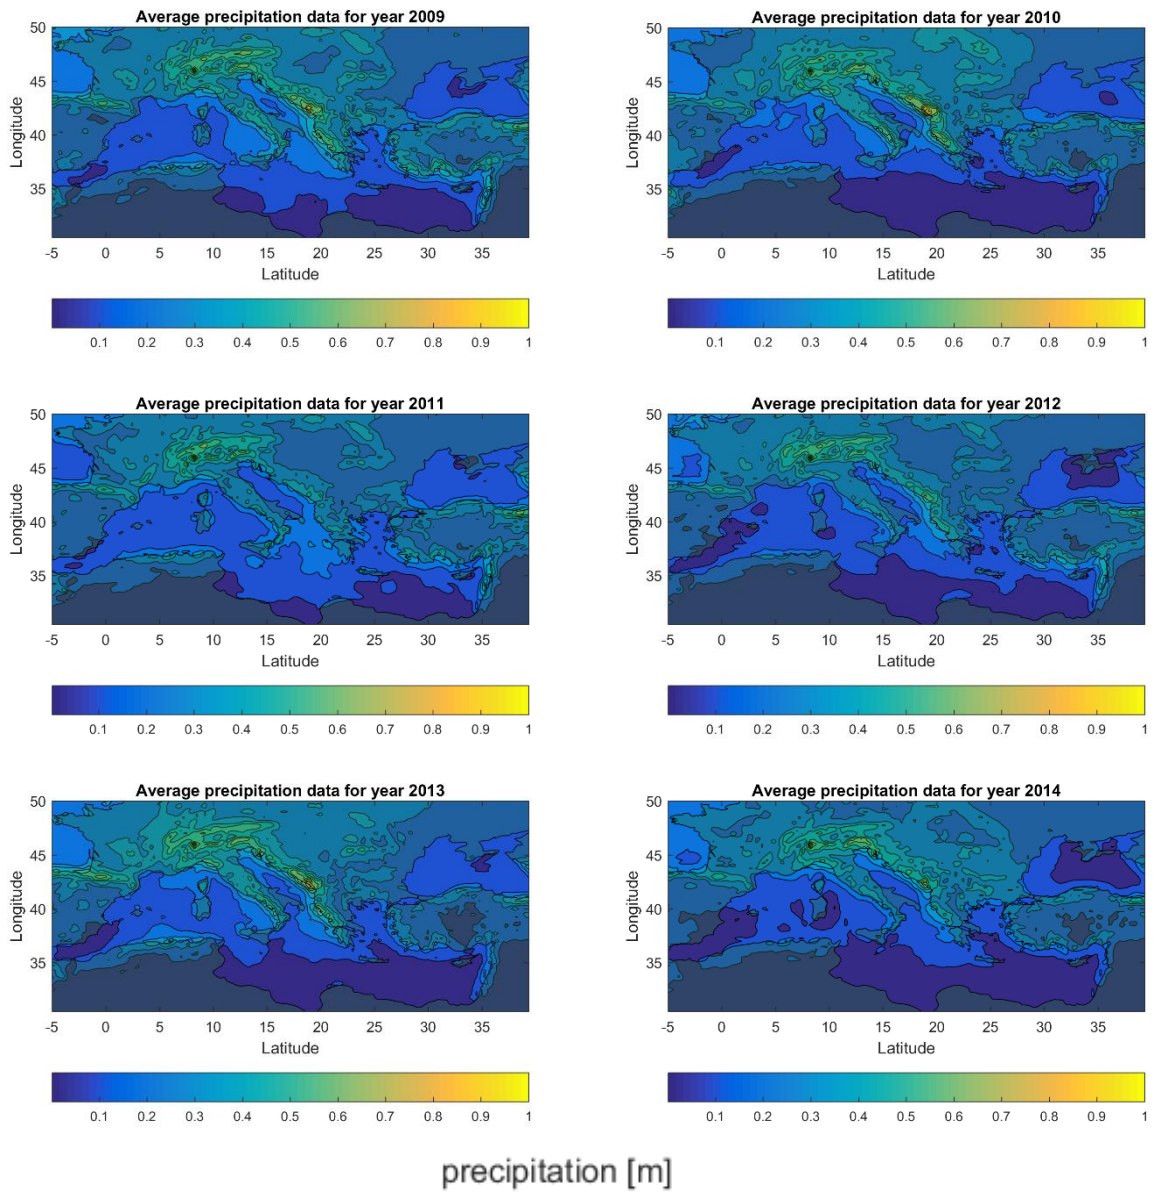 Average precipitation data for year 2009
50
45
40
35
Longitude
-5 0 5 10 15 20 25 30 35
Latitude
0.1 0.2 0.3 0.4 0.5 0.6 0.7 0.8 0.9 1
Average precipitation data for year 2010
50
45
40
35
Longitude
-5 0 5 10 15 20 25 30 35
Latitude
0.1 0.2 0.3 0.4 0.5 0.6 0.7 0.8 0.9 1
Average precipitation data for year 2011
50
45
40
35
Longitude
-5 0 5 10 15 20 25 30 35
Latitude
0.1 0.2 0.3 0.4 0.5 0.6 0.7 0.8 0.9 1
Average precipitation data for year 2012
50
45
40
35
Longitude
-5 0 5 10 15 20 25 30 35
Latitude
0.1 0.2 0.3 0.4 0.5 0.6 0.7 0.8 0.9 1
Average precipitation data for year 2013
50
45
40
35
Longitude
-5 0 5 10 15 20 25 30 35
Latitude
0.1 0.2 0.3 0.4 0.5 0.6 0.7 0.8 0.9 1
Average precipitation data for year 2014
50
45
40
35
Longitude
-5 0 5 10 15 20 25 30 35
Latitude
0.1 0.2 0.3 0.4 0.5 0.6 0.7 0.8 0.9 1
precipitation [m]